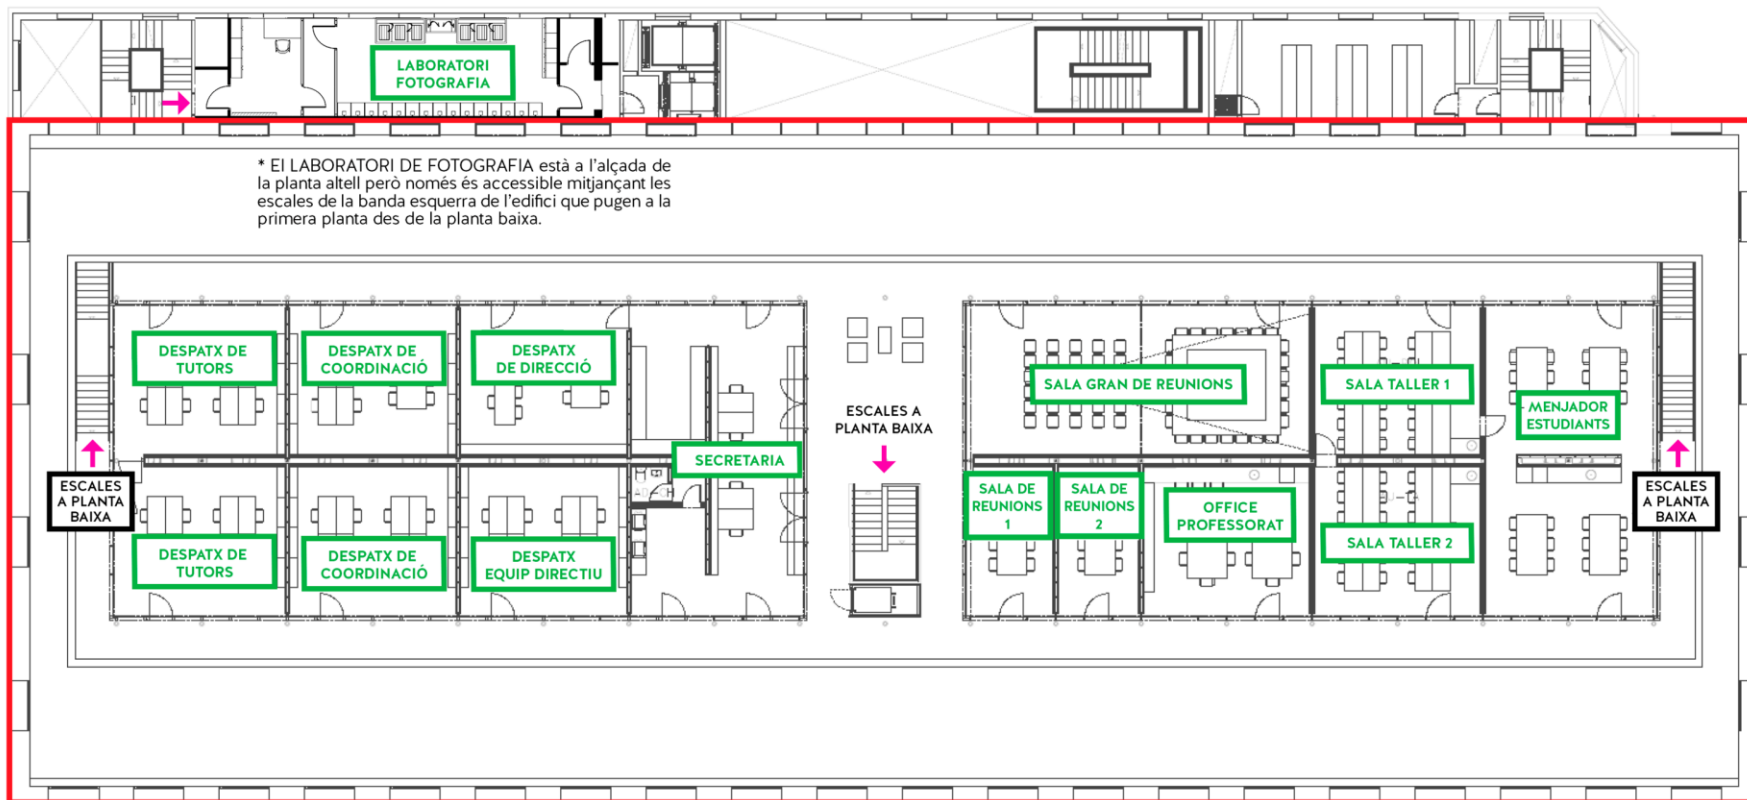 LABORATORI
FOTOGRAFIA
* El LABORATORI DE FOTOGRAFIA està a l'alçada de
la planta altell però només és accessible mitjançant les
escales de la banda esquerra de l'edifici que pugen a la
primera planta des de la planta baixa.
DESPATX DE
TUTORS
DESPATX DE
COORDINACIÓ
DESPATX
DE DIRECCIÓ
SECRETARIA
ESCALES A
PLANTA BAIXA
SALA GRAN DE REUNIONS
SALA TALLER 1
MENJADOR
ESTUDIANTS
ESCALES
A PLANTA
BAIXA
DESPATX DE
TUTORS
DESPATX DE
COORDINACIÓ
DESPATX
EQUIP DIRECTIU
SALA DE
REUNIONS
1
SALA DE
REUNIONS
2
OFFICE
PROFESSORAT
SALA TALLER 2
ESCALES
A PLANTA
BAIXA